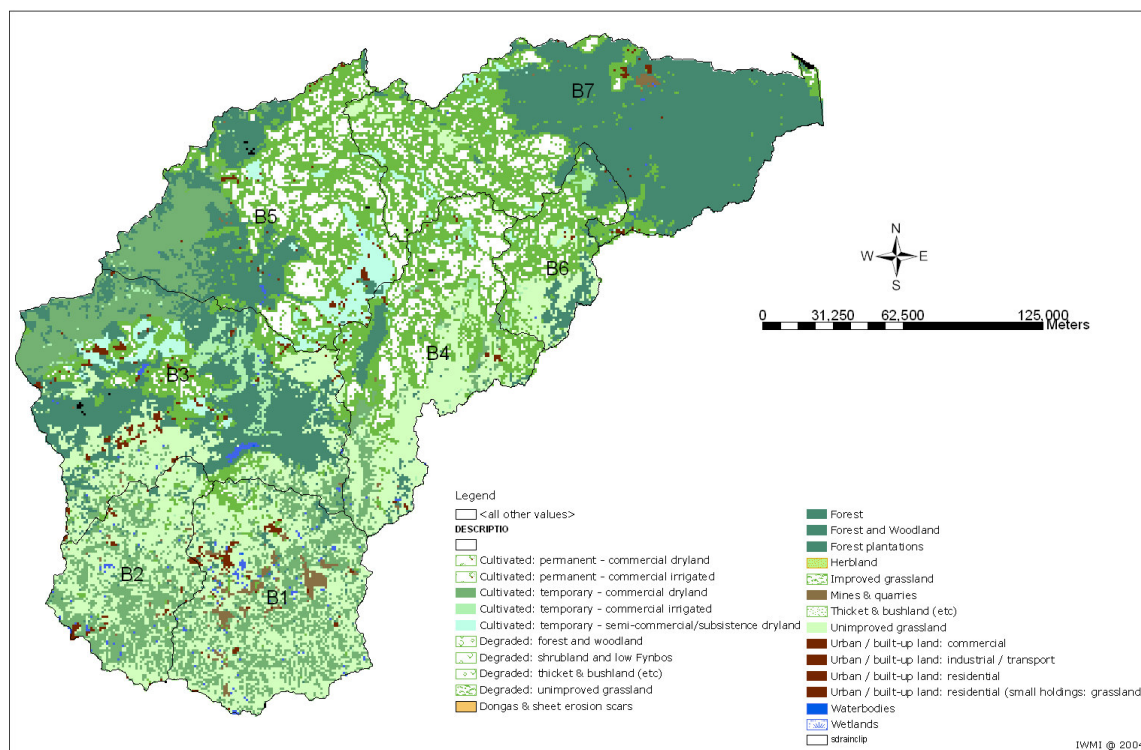 B7
B5
B6
B4
B3
B2
B1
N
W E
S
0 31,250 62,500 125,000
Meters
Legend
<all other values>
DESCRIPTIO
Cultivated: permanent - commercial dryland
Cultivated: permanent - commercial irrigated
Cultivated: temporary - commercial dryland
Cultivated: temporary - commercial irrigated
Cultivated: temporary - semi-commercial/subsistence dryland
Degraded: forest and woodland
Degraded: shrubland and low Fynbos
Degraded: thicket & bushland (etc)
Degraded: unimproved grassland
Dongas & sheet erosion scars
Forest
Forest and Woodland
Forest plantations
Herbland
Improved grassland
Mines & quarries
Thicket & bushland (etc)
Unimproved grassland
Urban / built-up land: commercial
Urban / built-up land: industrial / transport
Urban / built-up land: residential
Urban / built-up land: residential (small holdings: grassland
Waterbodies
Wetlands
sdrainclip
IWMI @ 2004